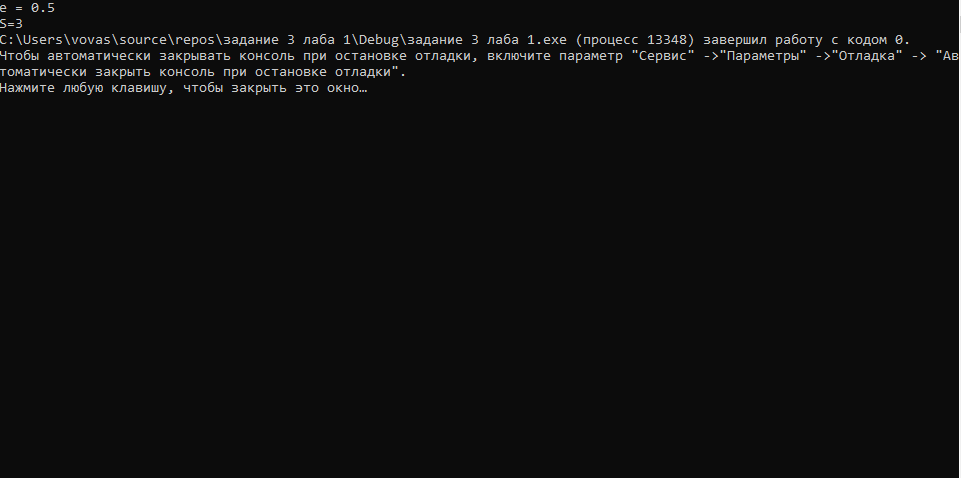 e = 0.5
S=3
C:\Users\vovas\source\repos\задание 3 лаба 1\Debug\задание 3 лаба 1.exe (процесс 13348) завершил работу с кодом 0.
Чтобы автоматически закрывать консоль при остановке отладки, включите параметр "Сервис" ->"Параметры" ->"Отладка" -> "Ав
томатически закрыть консоль при остановке отладки".
Нажмите любую клавишу, чтобы закрыть это окно…